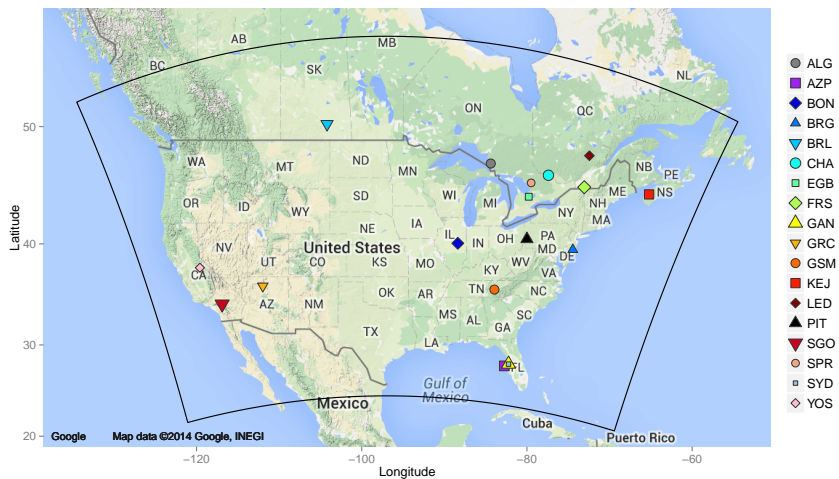 AB
MB
BC
SK
NL
ON
QC
50
WA
MT
ND
MN
NB
PE
OR
ID
SD
WI
MI
ME
NS
WY
NH
NY
MA
NE
IA
IL
IN
OH
PA
40
NV
United States
MD
DE
UT
CO
KS
MO
WV
CA
KY
VA
AZ
NM
OK
AR
TN
NC
MS
AL
SC
GA
TX
LA
30
FL
Gulf of
Mexico
Mexico
Cuba
20
Google
Map data ©2014 Google, INEGI
Puerto Rico
−120
−100
−80
−60
Longitude
Latitude
ALG
AZP
BON
BRG
BRL
CHA
EGB
FRS
GAN
GRC
GSM
KEJ
LED
PIT
SGO
SPR
SYD
YOS